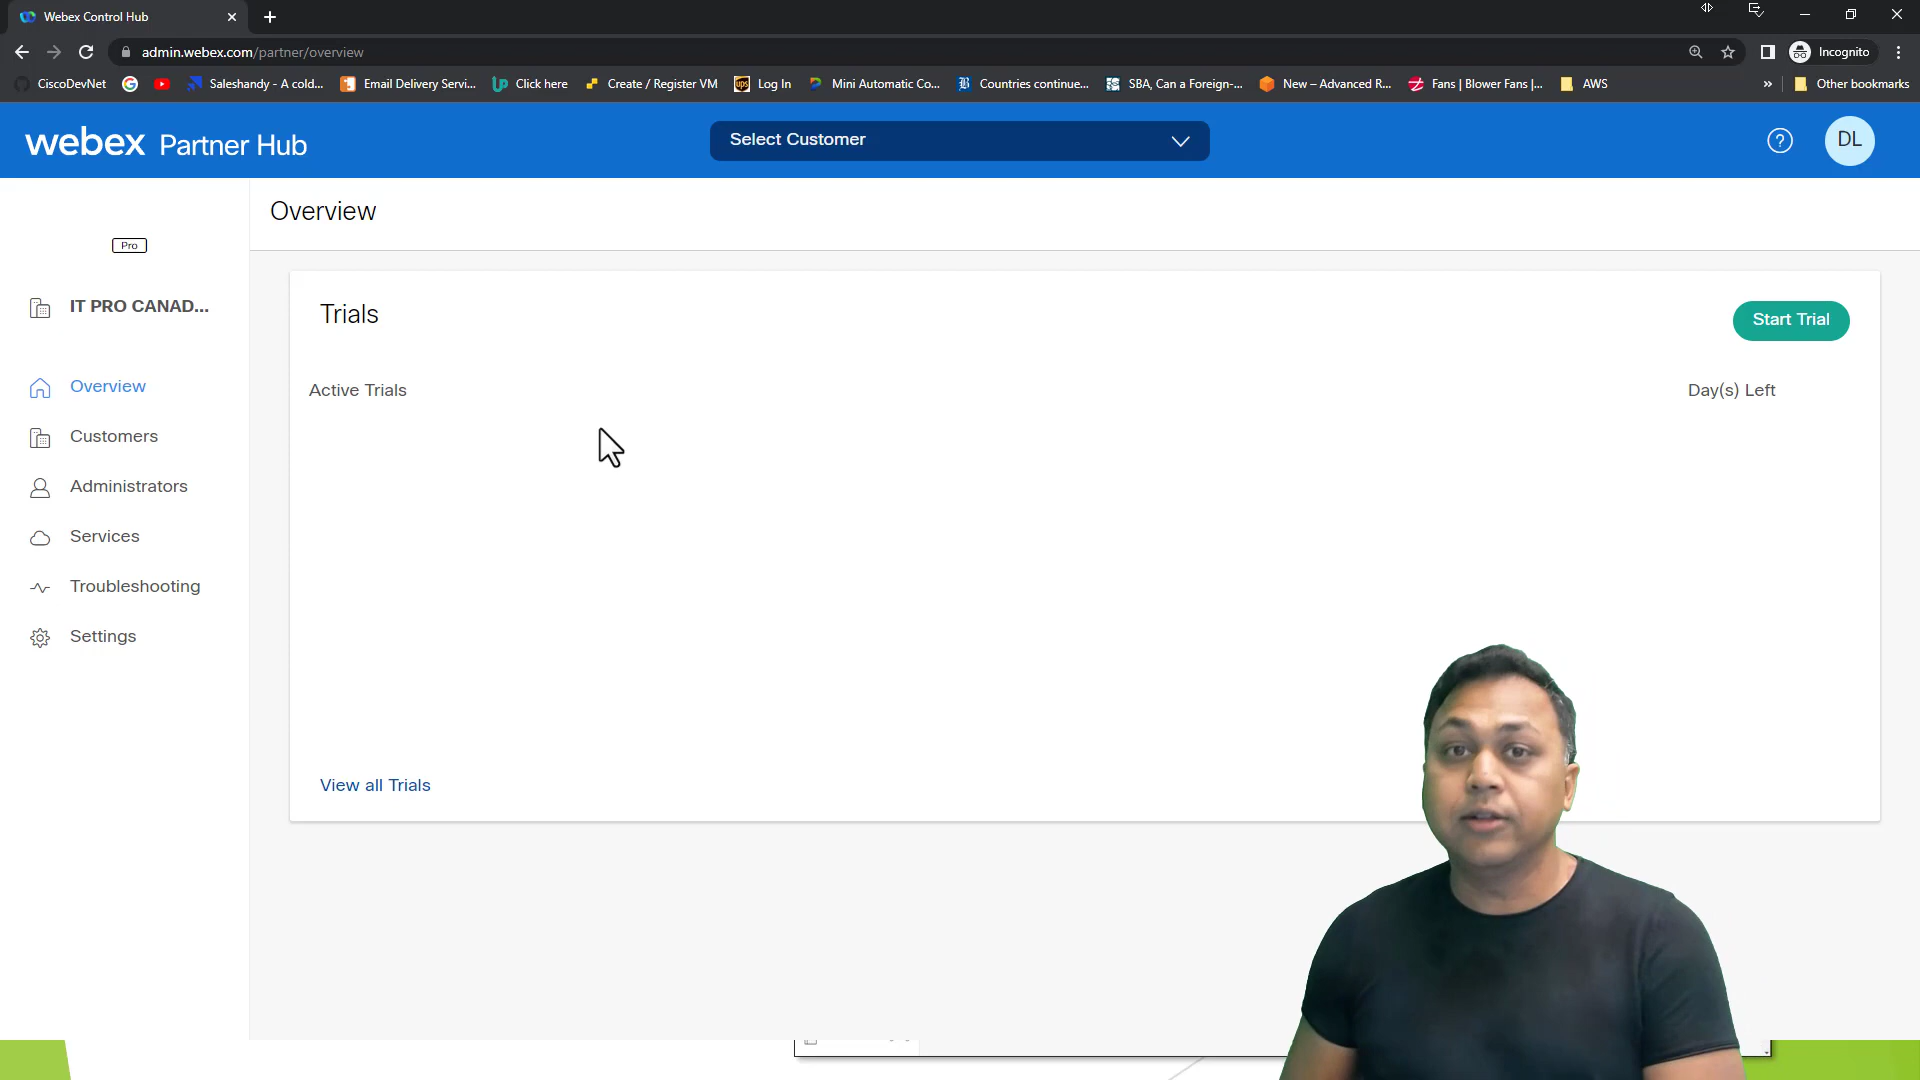 Webex Control Hub
admin.webex.com/partner/overview
Incognito
CiscoDevNet
Saleshandy - A cold...
Email Delivery Servi...
Click here
Create / Register VM
Log In
Mini Automatic Co...
Countries continue...
SBA, Can a Foreign-...
New – Advanced R...
Fans | Blower Fans |...
AWS
»
Other bookmarks
webex Partner Hub
Select Customer
?
DL
Pro
IT PRO CANAD...
Overview
Customers
Administrators
Services
Troubleshooting
Settings
Overview
Trials
Start Trial
Active Trials
Day(s) Left
View all Trials